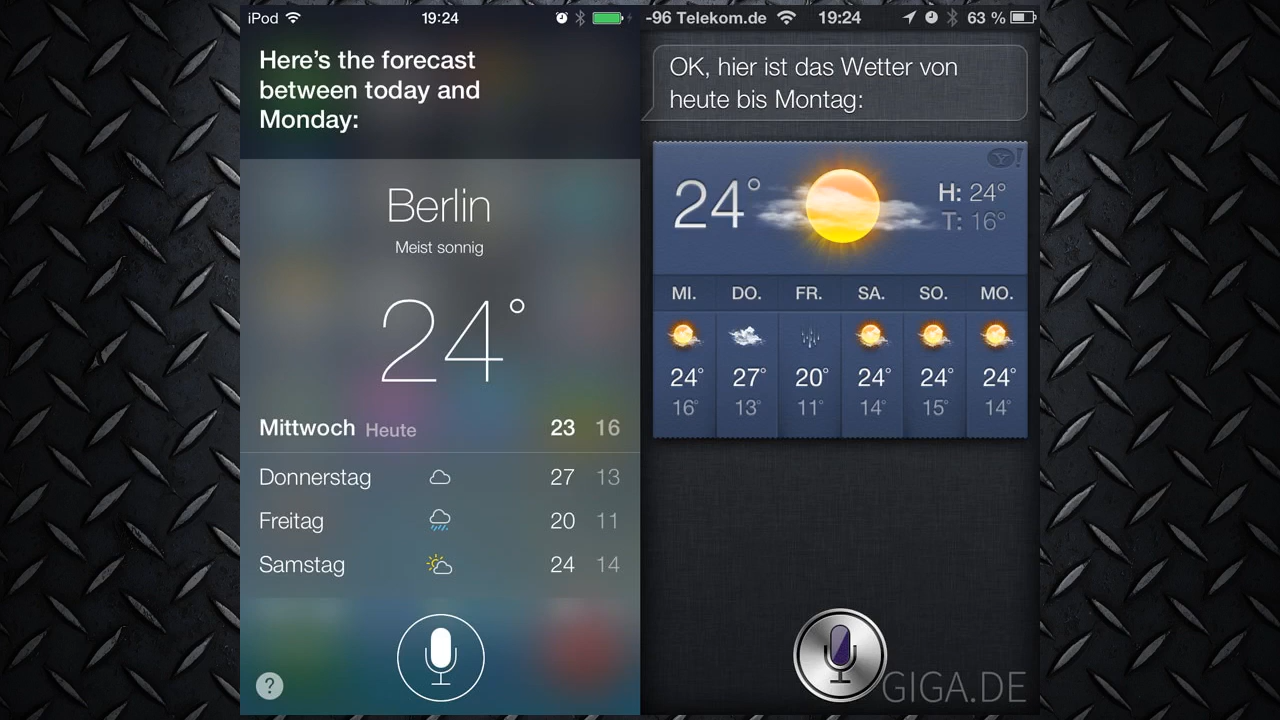 iPod 19:24
Here's the forecast
between today and
Monday:
Berlin
Meist sonnig
24°
Mittwoch Heute 23 16
Donnerstag 27 13
Freitag 20 11
Samstag 24 14
?
-96 Telekom.de 19:24 63 %
OK, hier ist das Wetter von
heute bis Montag:
Y!
24° H: 24°
T: 16°
MI. DO. FR. SA. SO. MO.
24° 27° 20° 24° 24° 24°
16° 13° 11° 14° 15° 14°
GIGA.DE